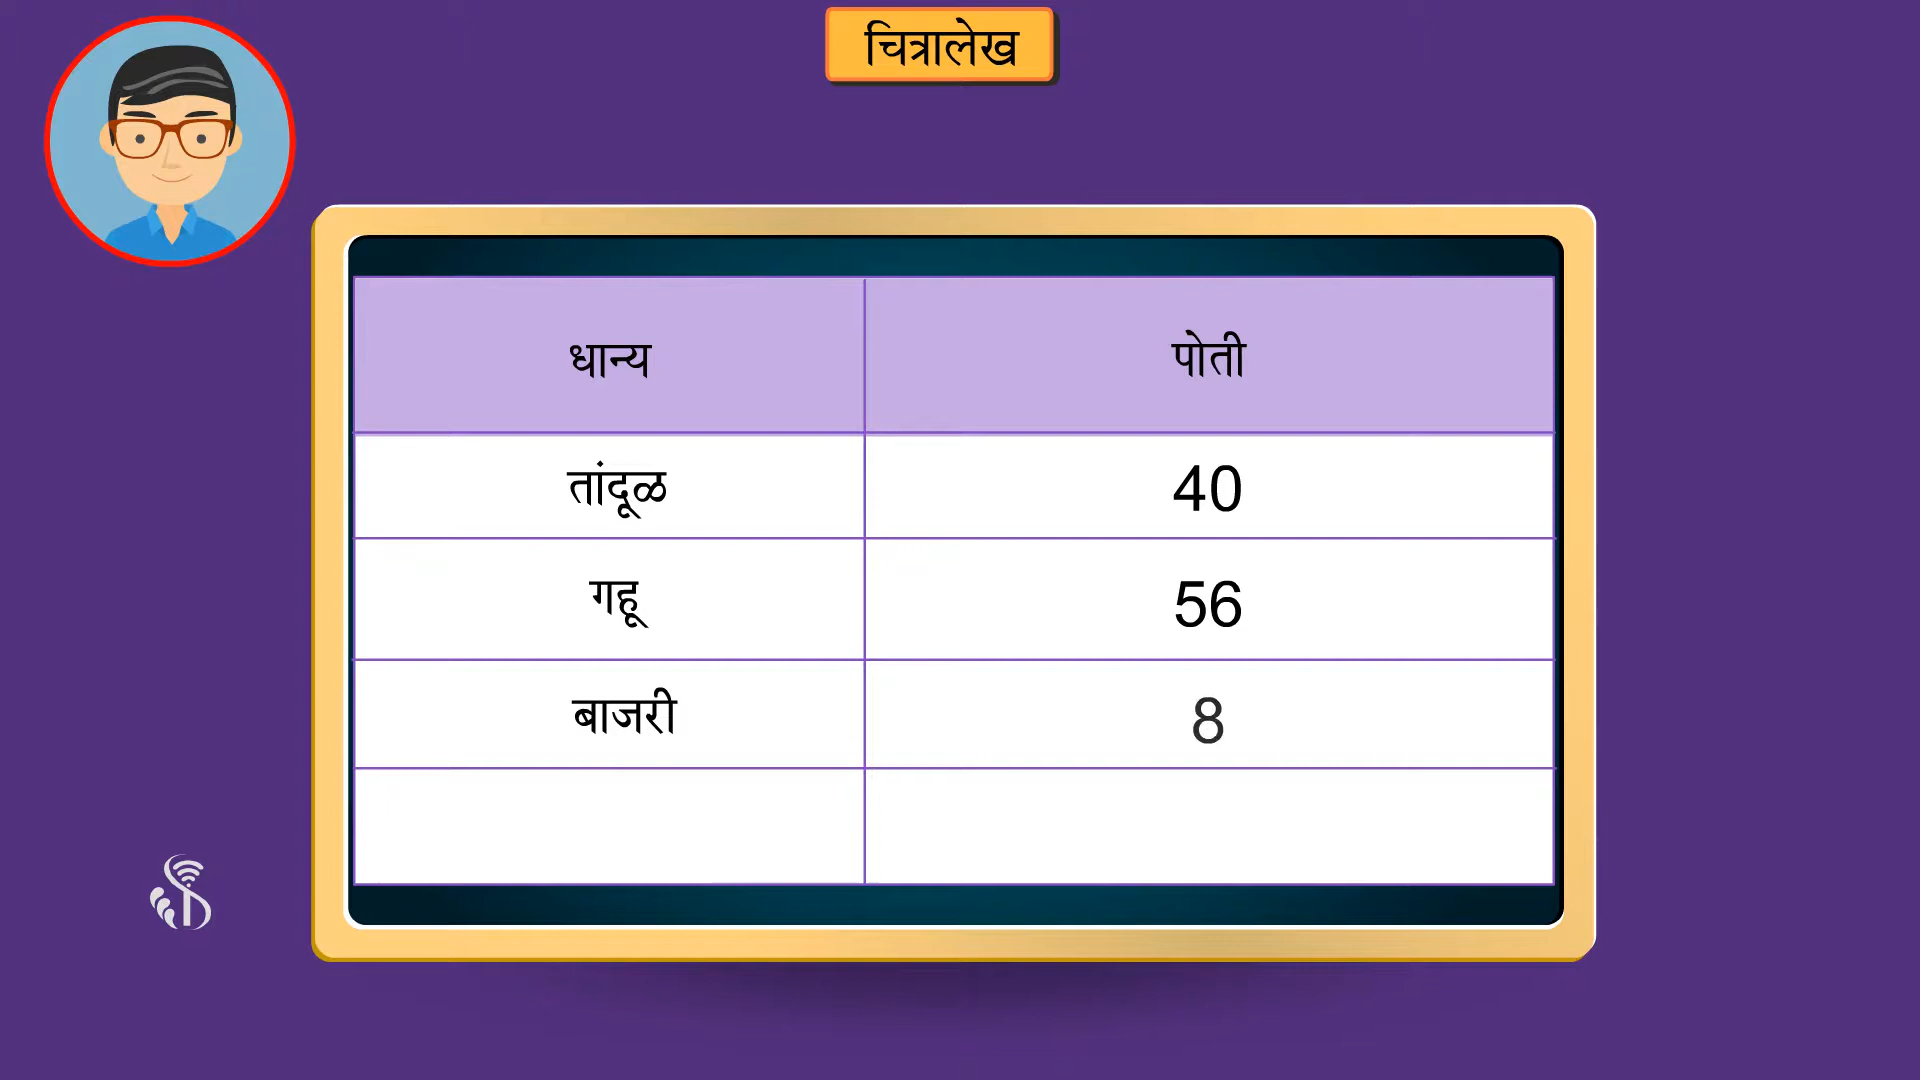 चित्रालेख
धान्य पोती
तांदूळ 40
गहू 56
बाजरी 8